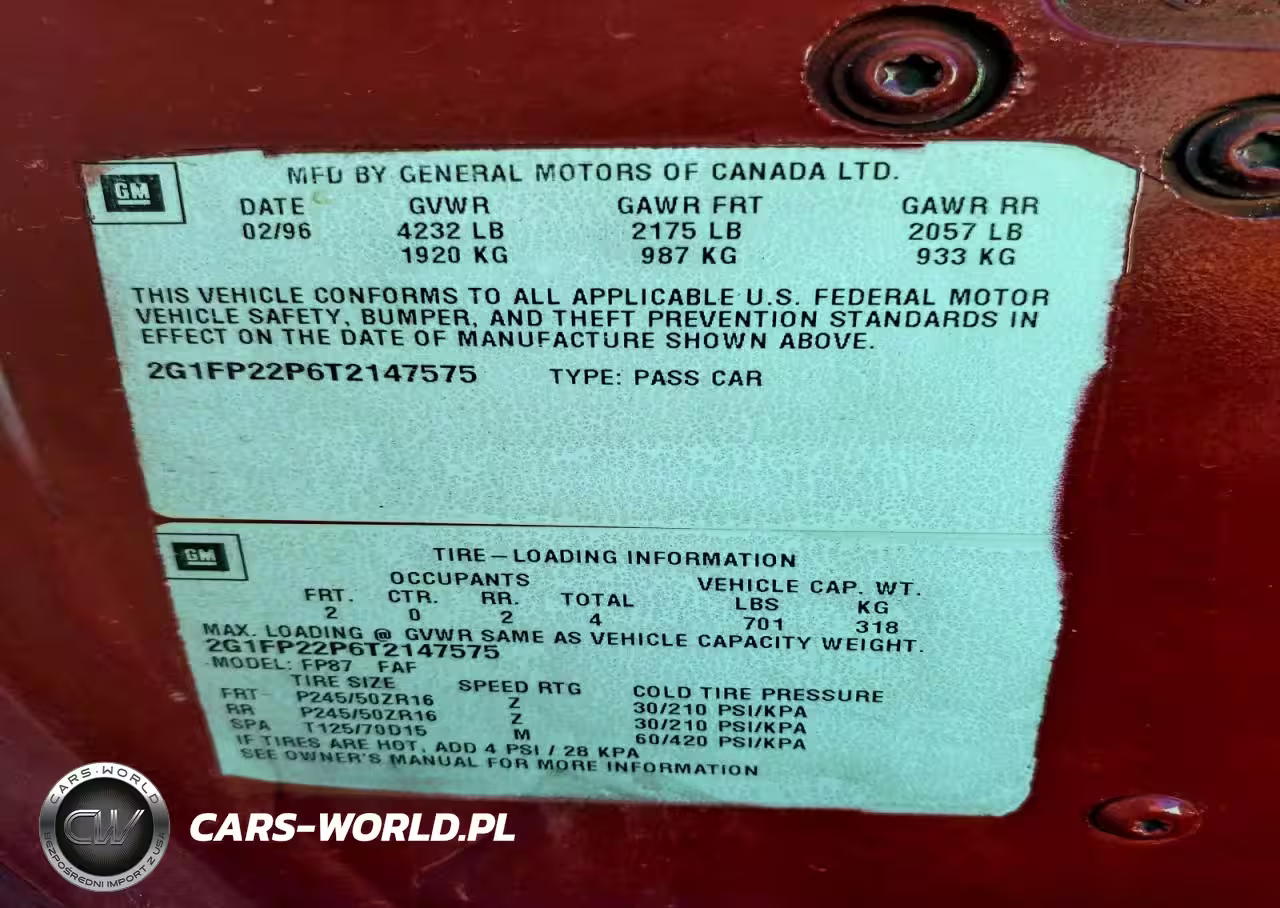 GM
MFD BY GENERAL MOTORS OF CANADA LTD.
DATE GVWR GAWR FRT GAWR RR
02/96 4232 LB 2175 LB 2057 LB
1920 KG 987 KG 933 KG
THIS VEHICLE CONFORMS TO ALL APPLICABLE U.S. FEDERAL MOTOR
VEHICLE SAFETY, BUMPER, AND THEFT PREVENTION STANDARDS IN
EFFECT ON THE DATE OF MANUFACTURE SHOWN ABOVE.
2G1FP22P6T2147575 TYPE: PASS CAR
GM
TIRE-LOADING INFORMATION
OCCUPANTS VEHICLE CAP. WT.
FRT. CTR. RR. TOTAL LBS KG
2 0 2 4 701 318
MAX. LOADING @ GVWR SAME AS VEHICLE CAPACITY WEIGHT.
2G1FP22P6T2147575
MODEL: FP87 FAF
TIRE SIZE SPEED RTG COLD TIRE PRESSURE
FRT P245/50ZR16 Z 30/210 PSI/KPA
RR P245/50ZR16 Z 30/210 PSI/KPA
SPA T125/70D15 M 60/420 PSI/KPA
IF TIRES ARE HOT, ADD 4 PSI / 28 KPA
SEE OWNER'S MANUAL FOR MORE INFORMATION
CARS-WORLD
CW
BEZPOŚREDNI IMPORT Z USA
CARS-WORLD.PL